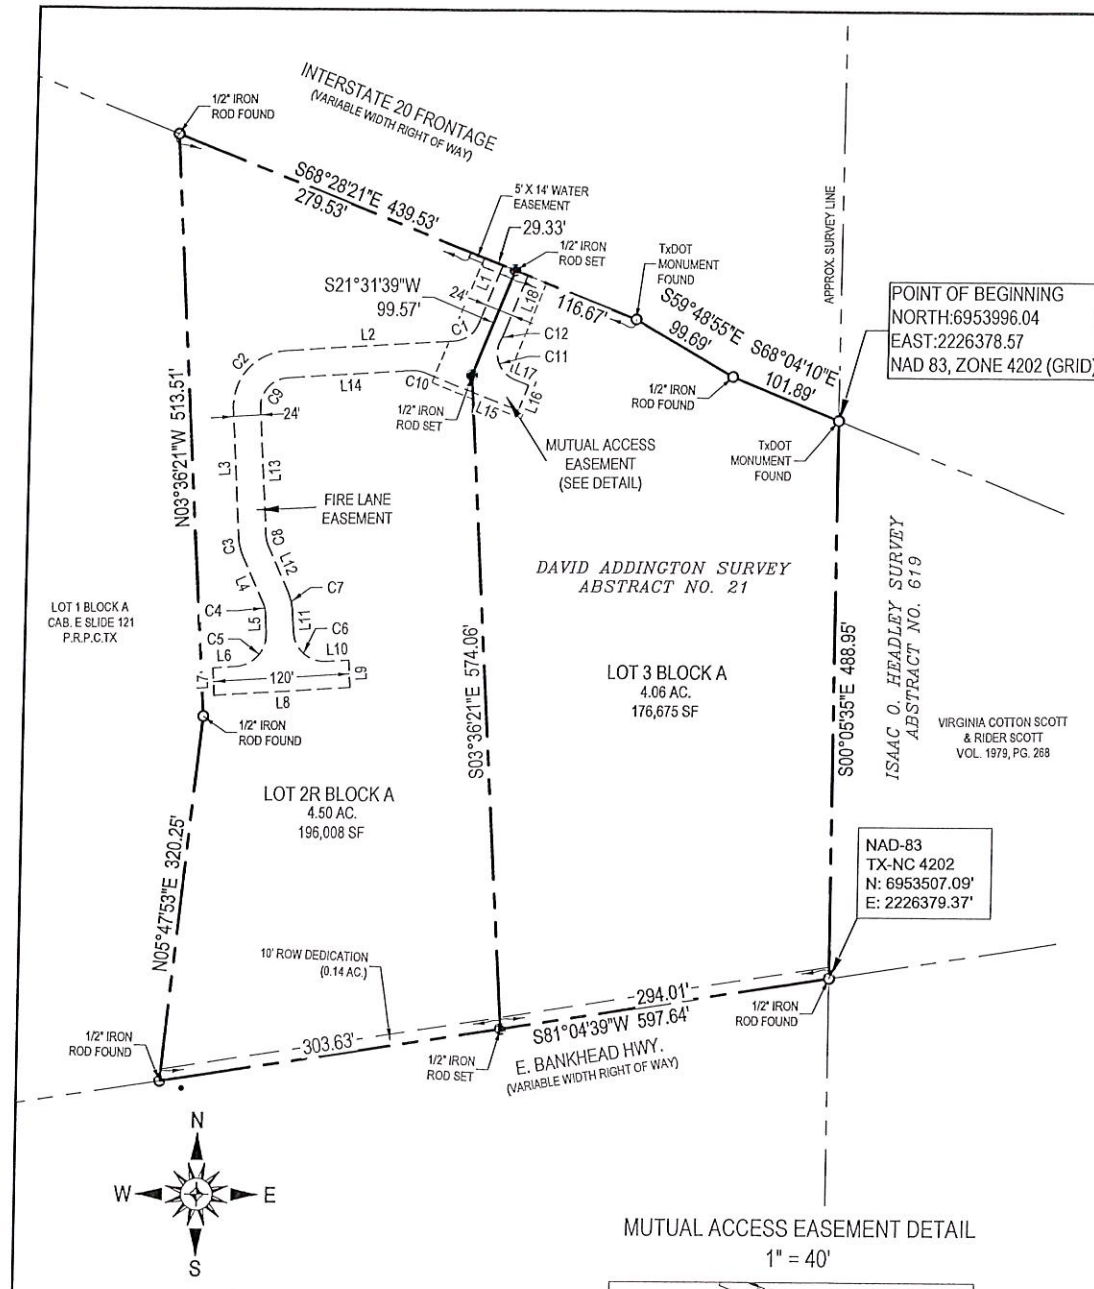 INTERSTATE 20 FRONTAGE
(VARIABLE WIDTH RIGHT OF WAY)
1/2" IRON
ROD FOUND
S68°28'21"E 439.53'
279.53'
5' X 14' WATER
EASEMENT
29.33'
1/2" IRON
ROD SET
TxDOT
MONUMENT
FOUND
116.67'
S59°48'55"E
99.69'
S68°04'10"E
101.89'
1/2" IRON
ROD FOUND
TxDOT
MONUMENT
FOUND
APPROX. SURVEY LINE
POINT OF BEGINNING
NORTH:6953996.04
EAST:2226378.57
NAD 83, ZONE 4202 (GRID)
S21°31'39"W
99.57'
24'
L1
L18
C1
C12
C11
L17
L16
L15
C10
L2
C2
C9
L14
24'
1/2" IRON
ROD SET
MUTUAL ACCESS
EASEMENT
(SEE DETAIL)
N03°36'21"W 513.51'
L3
L13
FIRE LANE
EASEMENT
C3
C8
L4
L12
C7
C4
L5
L11
C5
C6
L6
L10
L7
120'
L9
L8
LOT 1 BLOCK A
CAB. E SLIDE 121
P.R.P.C.TX
1/2" IRON
ROD FOUND
DAVID ADDINGTON SURVEY
ABSTRACT NO. 21
S03°36'21"E 574.06'
LOT 3 BLOCK A
4.06 AC.
176,675 SF
S00°05'35"E 488.95'
ISAAC O. HEADLEY SURVEY
ABSTRACT NO. 619
VIRGINIA COTTON SCOTT
& RIDER SCOTT
VOL. 1979, PG. 268
LOT 2R BLOCK A
4.50 AC.
196,008 SF
N05°47'53"E 320.25'
NAD-83
TX-NC 4202
N: 6953507.09'
E: 2226379.37'
10' ROW DEDICATION
(0.14 AC.)
294.01'
S81°04'39"W 597.64'
303.63'
1/2" IRON
ROD FOUND
1/2" IRON
ROD SET
1/2" IRON
ROD FOUND
E. BANKHEAD HWY.
(VARIABLE WIDTH RIGHT OF WAY)
N
W
E
S
MUTUAL ACCESS EASEMENT DETAIL
1" = 40'